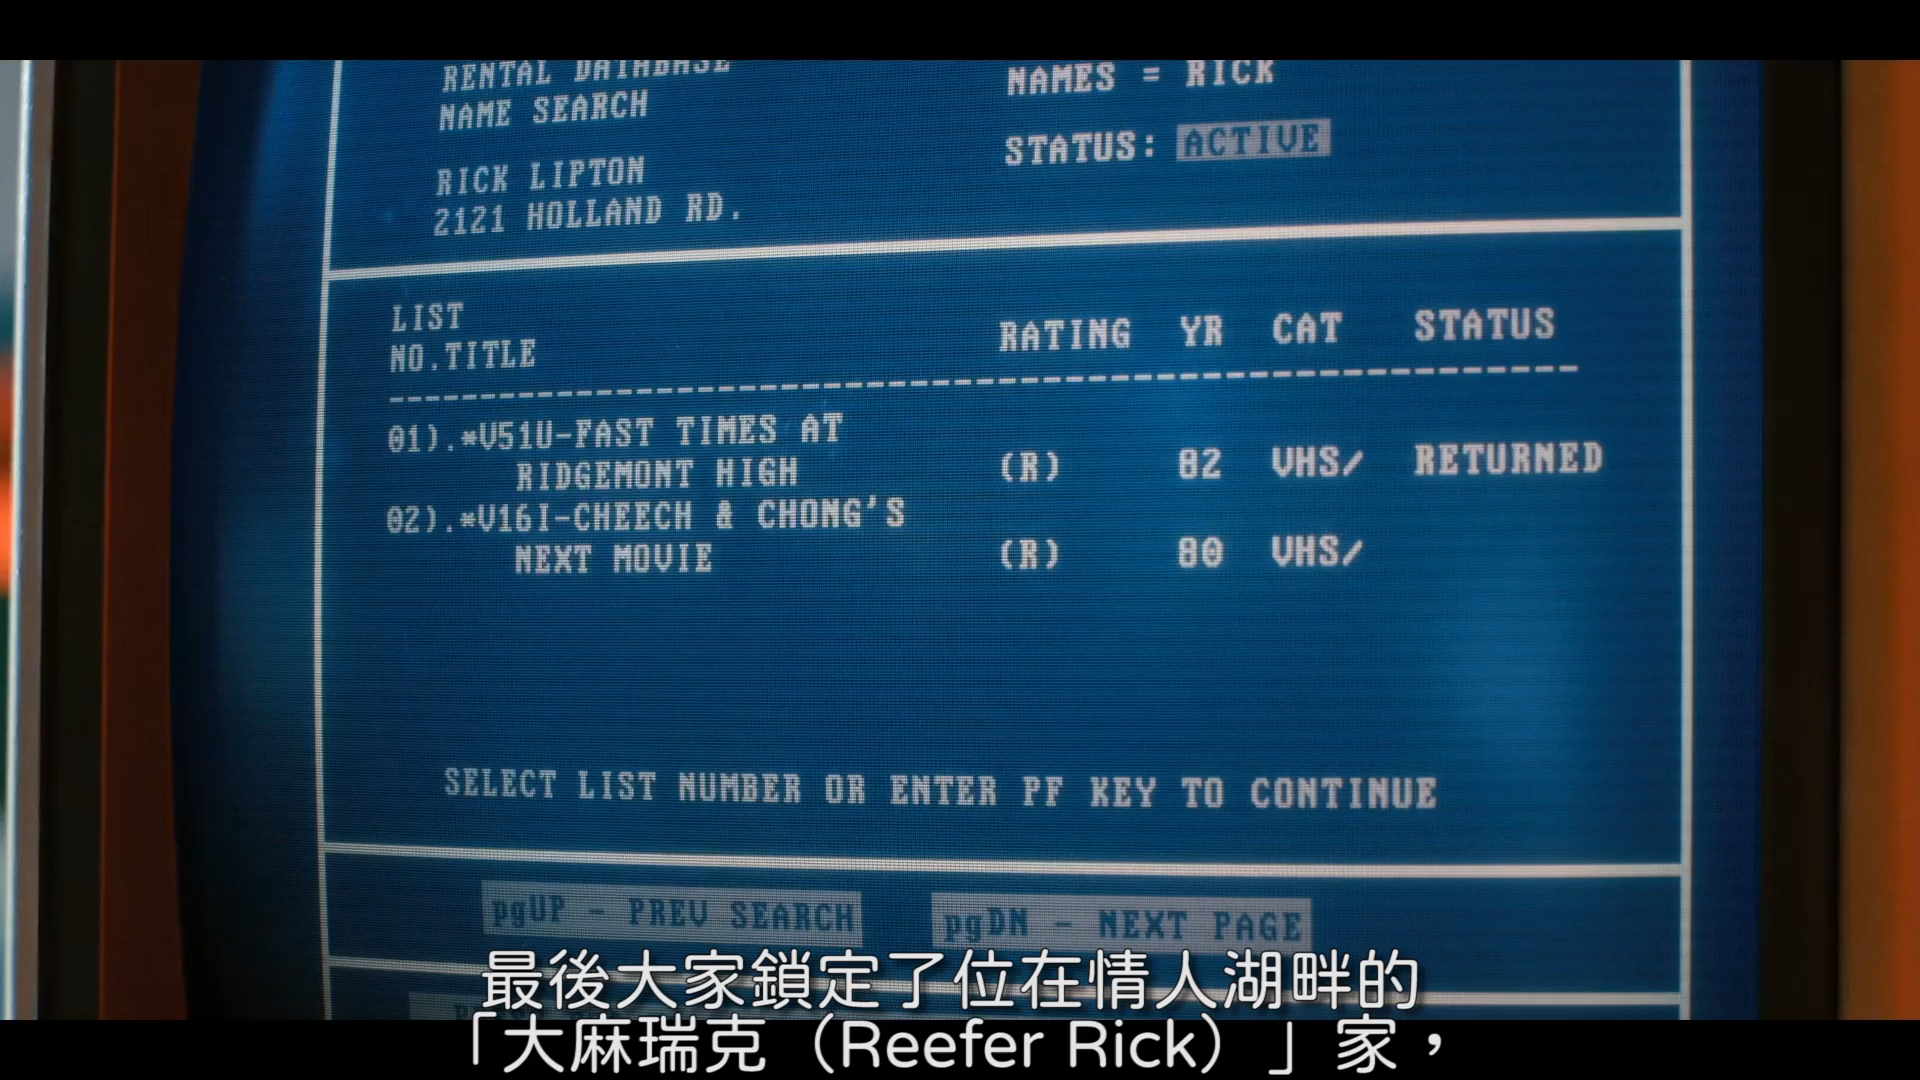 RENTAL DATABASE
NAME SEARCH
NAMES = RICK
STATUS: ACTIVE
RICK LIPTON
2121 HOLLAND RD.
LIST
NO.TITLE RATING YR CAT STATUS
01).*V51U-FAST TIMES AT
RIDGEMONT HIGH (R) 82 VHS/ RETURNED
02).*V16I-CHEECH & CHONG'S
NEXT MOVIE (R) 80 VHS/
SELECT LIST NUMBER OR ENTER PF KEY TO CONTINUE
pgUP - PREV SEARCH pgDN - NEXT PAGE
最後大家鎖定了位在情人湖畔的
「大麻瑞克（Reefer Rick）」家，